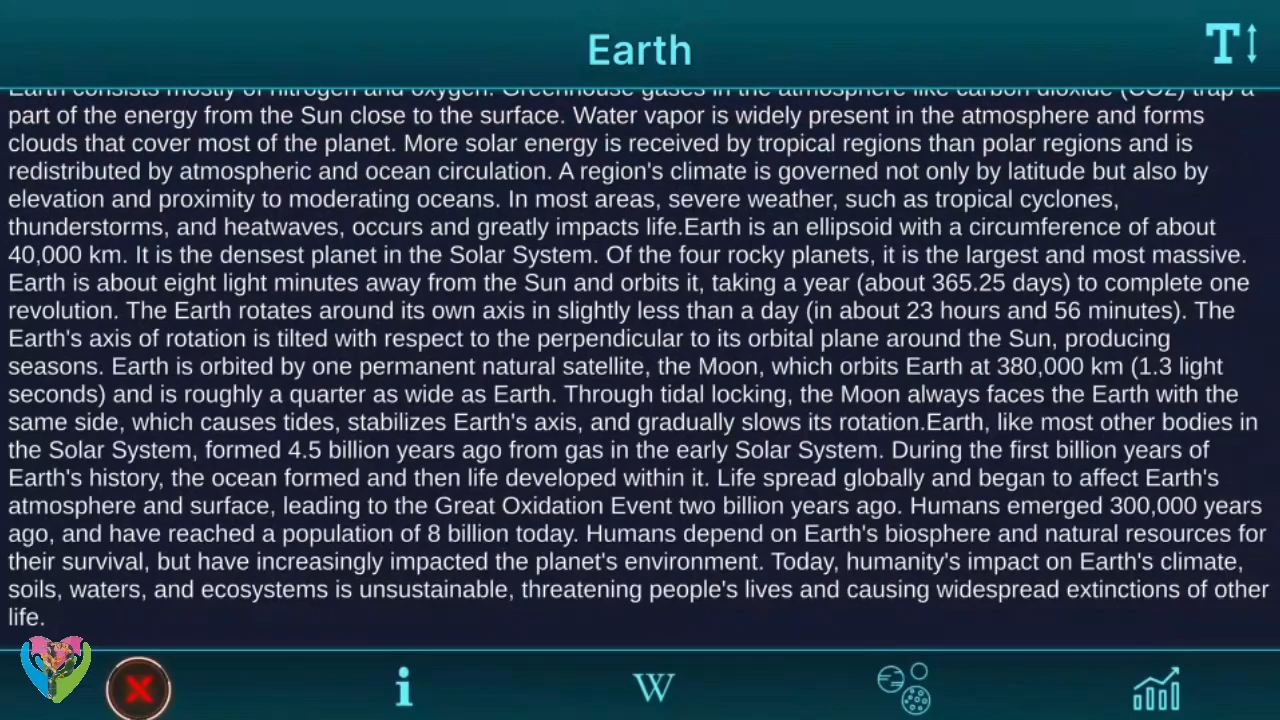 Earth
T
Earth consists mostly of nitrogen and oxygen. Greenhouse gases in the atmosphere like carbon dioxide (CO2) trap a
part of the energy from the Sun close to the surface. Water vapor is widely present in the atmosphere and forms
clouds that cover most of the planet. More solar energy is received by tropical regions than polar regions and is
redistributed by atmospheric and ocean circulation. A region's climate is governed not only by latitude but also by
elevation and proximity to moderating oceans. In most areas, severe weather, such as tropical cyclones,
thunderstorms, and heatwaves, occurs and greatly impacts life.Earth is an ellipsoid with a circumference of about
40,000 km. It is the densest planet in the Solar System. Of the four rocky planets, it is the largest and most massive.
Earth is about eight light minutes away from the Sun and orbits it, taking a year (about 365.25 days) to complete one
revolution. The Earth rotates around its own axis in slightly less than a day (in about 23 hours and 56 minutes). The
Earth's axis of rotation is tilted with respect to the perpendicular to its orbital plane around the Sun, producing
seasons. Earth is orbited by one permanent natural satellite, the Moon, which orbits Earth at 380,000 km (1.3 light
seconds) and is roughly a quarter as wide as Earth. Through tidal locking, the Moon always faces the Earth with the
same side, which causes tides, stabilizes Earth's axis, and gradually slows its rotation.Earth, like most other bodies in
the Solar System, formed 4.5 billion years ago from gas in the early Solar System. During the first billion years of
Earth's history, the ocean formed and then life developed within it. Life spread globally and began to affect Earth's
atmosphere and surface, leading to the Great Oxidation Event two billion years ago. Humans emerged 300,000 years
ago, and have reached a population of 8 billion today. Humans depend on Earth's biosphere and natural resources for
their survival, but have increasingly impacted the planet's environment. Today, humanity's impact on Earth's climate,
soils, waters, and ecosystems is unsustainable, threatening people's lives and causing widespread extinctions of other
life.
X
i
W